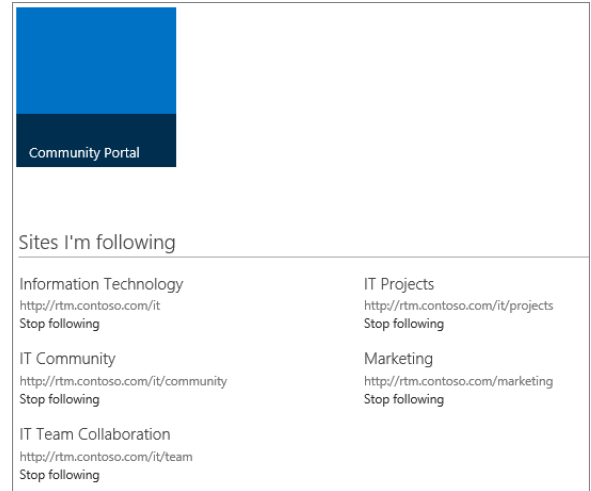 Community Portal
Sites I'm following
Information Technology
http://rtm.contoso.com/it
Stop following
IT Projects
http://rtm.contoso.com/it/projects
Stop following
IT Community
http://rtm.contoso.com/it/community
Stop following
Marketing
http://rtm.contoso.com/marketing
Stop following
IT Team Collaboration
http://rtm.contoso.com/it/team
Stop following